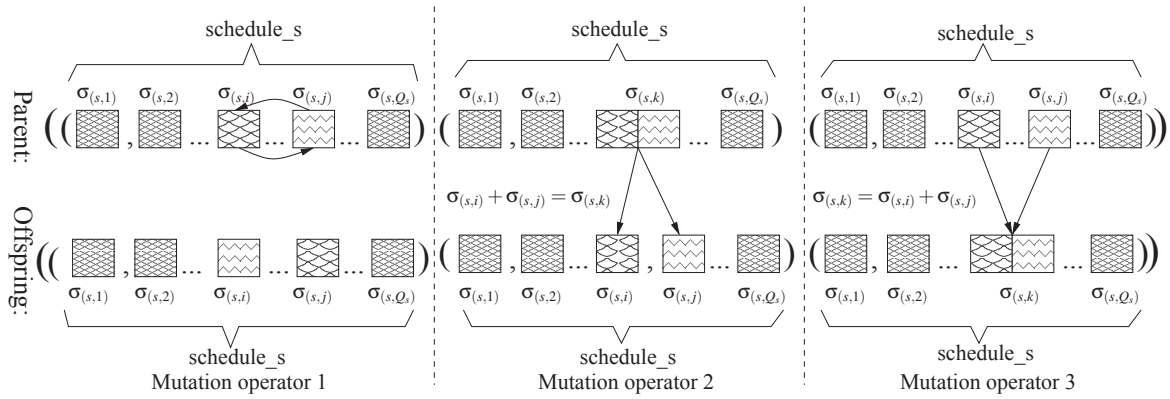 schedule_s schedule_s schedule_s
σ(s,1) σ(s,2) σ(s,i) σ(s,j) σ(s,Qs) σ(s,1) σ(s,2) σ(s,k) σ(s,Qs) σ(s,1) σ(s,2) σ(s,i) σ(s,j) σ(s,Qs)
Parent: (( , ... ... ... ) ( , ... ... ) ( , ... ... ... ))
σ(s,i) + σ(s,j) = σ(s,k) σ(s,k) = σ(s,i) + σ(s,j)
Offspring: (( , ... ... ... ) ( , ... , ... ) ( , ... ... ))
σ(s,1) σ(s,2) σ(s,i) σ(s,j) σ(s,Qs) σ(s,1) σ(s,2) σ(s,i) σ(s,j) σ(s,Qs) σ(s,1) σ(s,2) σ(s,k) σ(s,Qs)
schedule_s schedule_s schedule_s
Mutation operator 1 Mutation operator 2 Mutation operator 3